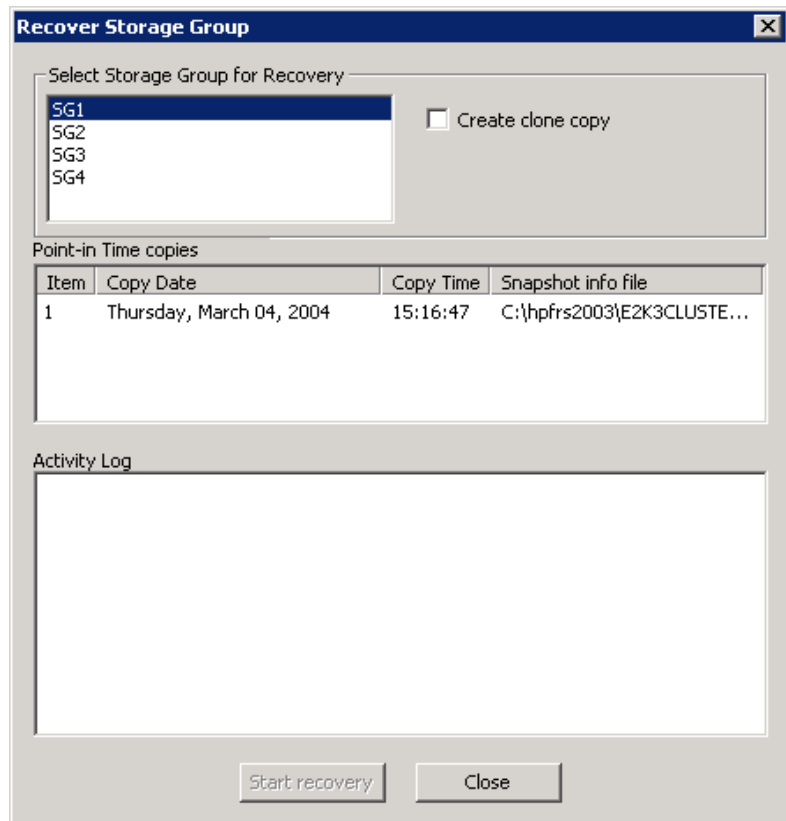 Recover Storage Group
Select Storage Group for Recovery
SG1
Create clone copy
SG2
SG3
SG4
Point-in Time copies
Item Copy Date Copy Time Snapshot info file
1 Thursday, March 04, 2004 15:16:47 C:\hpfrs2003\E2K3CLUSTE...
Activity Log
Start recovery Close